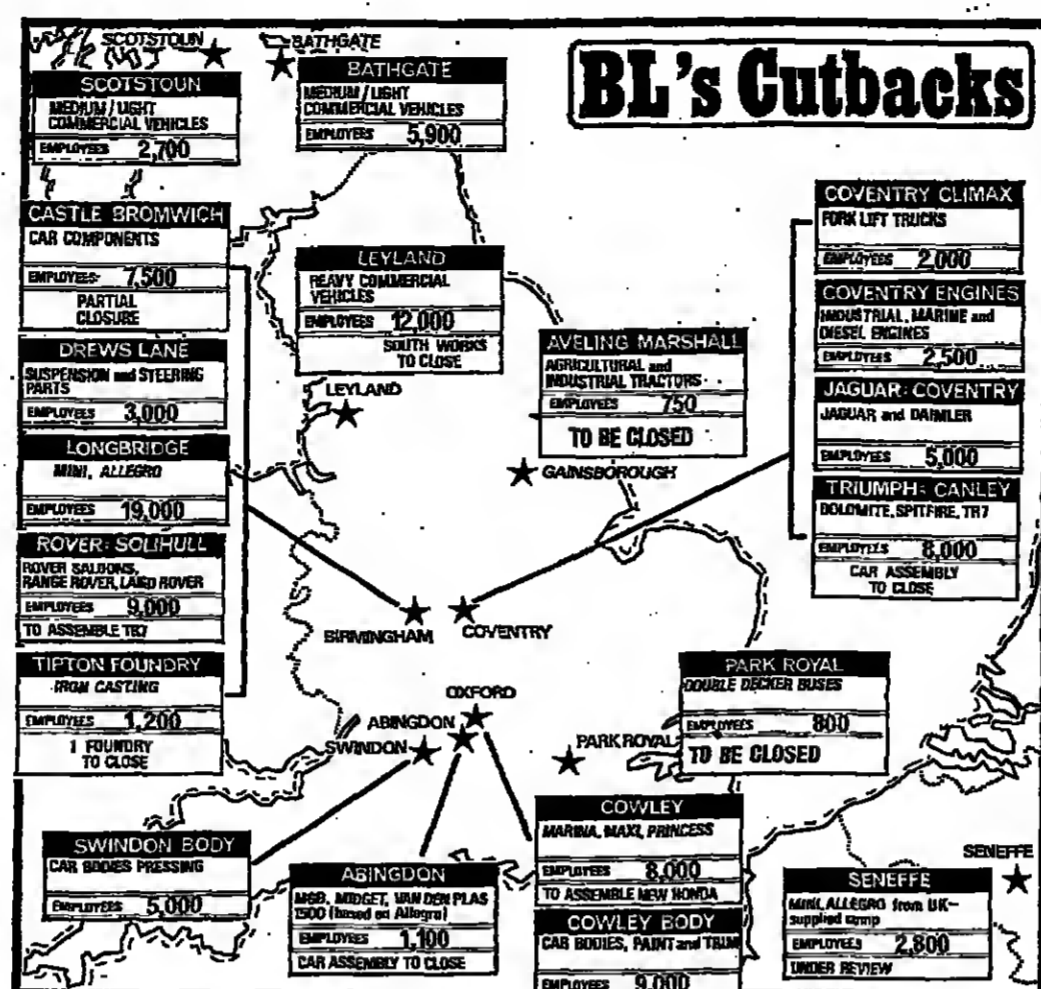 BL's Cutbacks
SCOTSTOUN
BATHGATE
SCOTSTOUN
MEDIUM / LIGHT
COMMERCIAL VEHICLES
EMPLOYEES 2,700
BATHGATE
MEDIUM / LIGHT
COMMERCIAL VEHICLES
EMPLOYEES 5,900
CASTLE BROMWICH
CAR COMPONENTS
EMPLOYEES 7,500
PARTIAL
CLOSURE
DREWS LANE
SUSPENSION and STEERING
PARTS
EMPLOYEES 3,000
LONGBRIDGE
MINI, ALLEGRO
EMPLOYEES 19,000
ROVER: SOLIHULL
ROVER SALOONS,
RANGE ROVER, LAND ROVER
EMPLOYEES 9,000
TO ASSEMBLE TR7
TIPTON FOUNDRY
IRON CASTING
EMPLOYEES 1,200
1 FOUNDRY
TO CLOSE
LEYLAND
HEAVY COMMERCIAL
VEHICLES
EMPLOYEES 12,000
SOUTH WORKS
TO CLOSE
LEYLAND
AVELING MARSHALL
AGRICULTURAL and
INDUSTRIAL TRACTORS
EMPLOYEES 750
TO BE CLOSED
GAINSBOROUGH
COVENTRY CLIMAX
FORK LIFT TRUCKS
EMPLOYEES 2,000
COVENTRY ENGINES
INDUSTRIAL, MARINE and
DIESEL ENGINES
EMPLOYEES 2,500
JAGUAR: COVENTRY
JAGUAR and DAIMLER
EMPLOYEES 5,000
TRIUMPH: CANLEY
DOLOMITE, SPITFIRE, TR7
EMPLOYEES 8,000
CAR ASSEMBLY
TO CLOSE
BIRMINGHAM
COVENTRY
OXFORD
ABINGDON
SWINDON
PARK ROYAL
PARK ROYAL
DOUBLE DECKER BUSES
EMPLOYEES 800
TO BE CLOSED
SWINDON BODY
CAR BODIES PRESSING
EMPLOYEES 5,000
ABINGDON
MGB, MIDGET, VAN DEN PLAS
1500 (based on Allegro)
EMPLOYEES 1,100
CAR ASSEMBLY TO CLOSE
COWLEY
MARINA, MAXI, PRINCESS
EMPLOYEES 8,000
TO ASSEMBLE NEW HONDA
COWLEY BODY
CAR BODIES, PAINT and TRIM
EMPLOYEES 9,000
SENEFFE
SENEFFE
MINI, ALLEGRO from UK-
supplied
EMPLOYEES 2,800
UNDER REVIEW